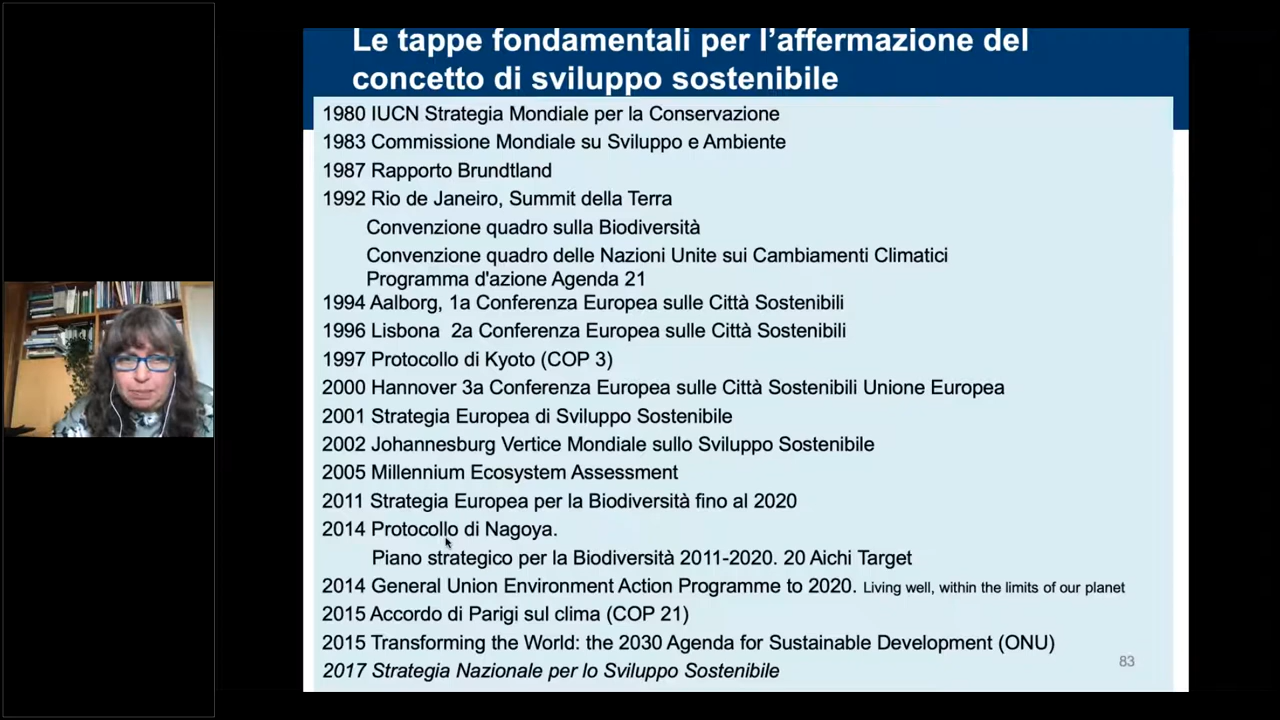 Le tappe fondamentali per l’affermazione del
concetto di sviluppo sostenibile
1980 IUCN Strategia Mondiale per la Conservazione
1983 Commissione Mondiale su Sviluppo e Ambiente
1987 Rapporto Brundtland
1992 Rio de Janeiro, Summit della Terra
Convenzione quadro sulla Biodiversità
Convenzione quadro delle Nazioni Unite sui Cambiamenti Climatici
Programma d'azione Agenda 21
1994 Aalborg, 1a Conferenza Europea sulle Città Sostenibili
1996 Lisbona  2a Conferenza Europea sulle Città Sostenibili
1997 Protocollo di Kyoto (COP 3)
2000 Hannover 3a Conferenza Europea sulle Città Sostenibili Unione Europea
2001 Strategia Europea di Sviluppo Sostenibile
2002 Johannesburg Vertice Mondiale sullo Sviluppo Sostenibile
2005 Millennium Ecosystem Assessment
2011 Strategia Europea per la Biodiversità fino al 2020
2014 Protocollo di Nagoya.
Piano strategico per la Biodiversità 2011-2020. 20 Aichi Target
2014 General Union Environment Action Programme to 2020. Living well, within the limits of our planet
2015 Accordo di Parigi sul clima (COP 21)
2015 Transforming the World: the 2030 Agenda for Sustainable Development (ONU)
83
2017 Strategia Nazionale per lo Sviluppo Sostenibile